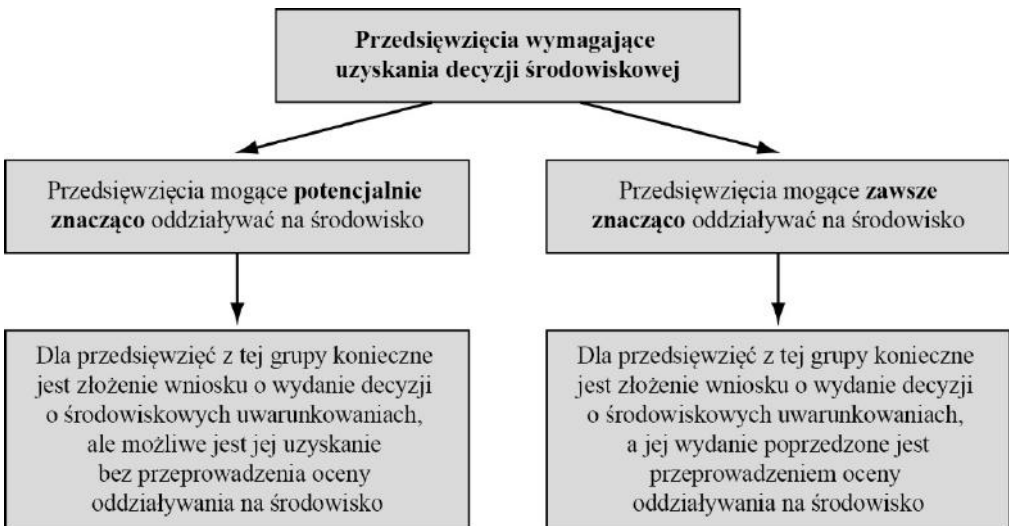 Przedsięwzięcia wymagające
uzyskania decyzji środowiskowej
Przedsięwzięcia mogące potencjalnie
znacząco oddziaływać na środowisko
Przedsięwzięcia mogące zawsze
znacząco oddziaływać na środowisko
Dla przedsięwzięć z tej grupy konieczne
jest złożenie wniosku o wydanie decyzji
o środowiskowych uwarunkowaniach,
ale możliwe jest jej uzyskanie
bez przeprowadzenia oceny
oddziaływania na środowisko
Dla przedsięwzięć z tej grupy konieczne
jest złożenie wniosku o wydanie decyzji
o środowiskowych uwarunkowaniach,
a jej wydanie poprzedzone jest
przeprowadzeniem oceny
oddziaływania na środowisko